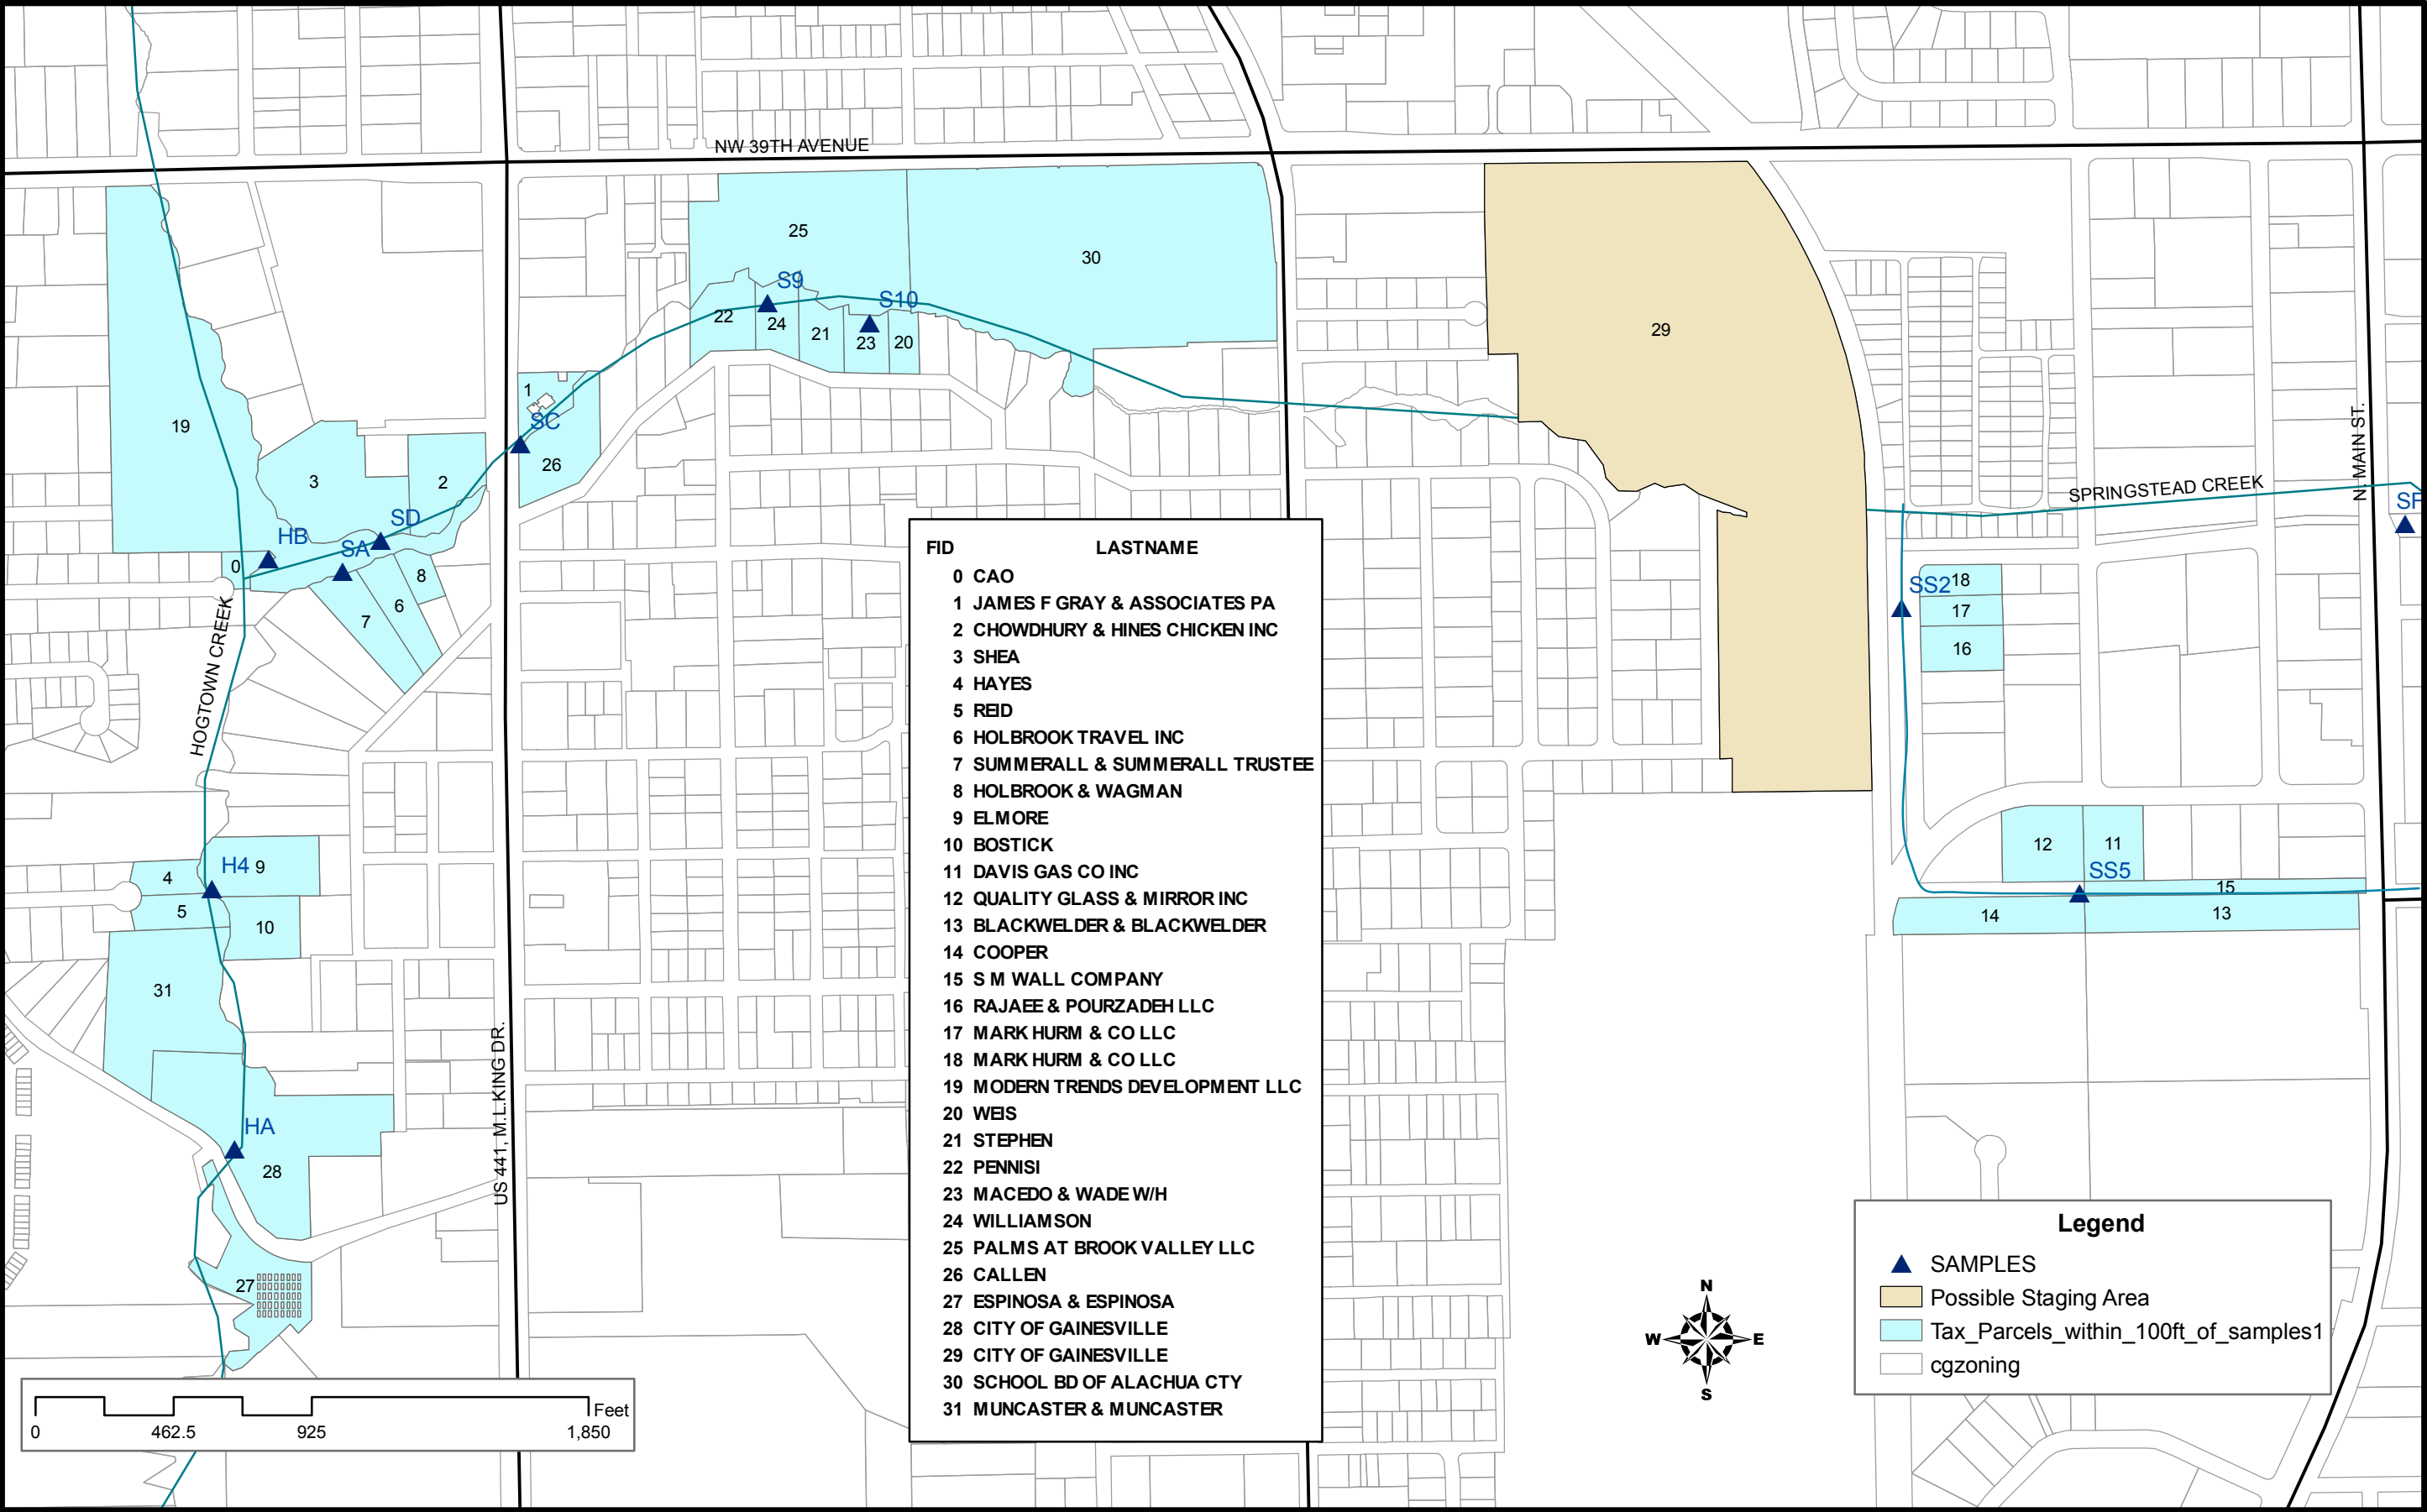 NW 39TH AVENUE
25
30
S9
S10
22
24
21
23
20
29
19
1
SC
26
3
2
SD
HB
SA
0
8
6
7
HOGTOWN CREEK
N. MAIN ST.
SPRINGSTEAD CREEK
SS2
18
17
16
12
11
SS5
15
14
13
H4
9
4
5
10
31
US 441, M.L.KING DR.
HA
28
27
FID LASTNAME
0 CAO
1 JAMES F GRAY & ASSOCIATES PA
2 CHOWDHURY & HINES CHICKEN INC
3 SHEA
4 HAYES
5 REID
6 HOLBROOK TRAVEL INC
7 SUMMERALL & SUMMERALL TRUSTEE
8 HOLBROOK & WAGMAN
9 ELMORE
10 BOSTICK
11 DAVIS GAS CO INC
12 QUALITY GLASS & MIRROR INC
13 BLACKWELDER & BLACKWELDER
14 COOPER
15 S M WALL COMPANY
16 RAJAEE & POURZADEH LLC
17 MARK HURM & CO LLC
18 MARK HURM & CO LLC
19 MODERN TRENDS DEVELOPMENT LLC
20 WEIS
21 STEPHEN
22 PENNISI
23 MACEDO & WADE W/H
24 WILLIAMSON
25 PALMS AT BROOK VALLEY LLC
26 CALLEN
27 ESPINOSA & ESPINOSA
28 CITY OF GAINESVILLE
29 CITY OF GAINESVILLE
30 SCHOOL BD OF ALACHUA CTY
31 MUNCASTER & MUNCASTER
N
W E
S
Legend
SAMPLES
Possible Staging Area
Tax_Parcels_within_100ft_of_samples1
cgzoning
Feet
0 462.5 925 1,850